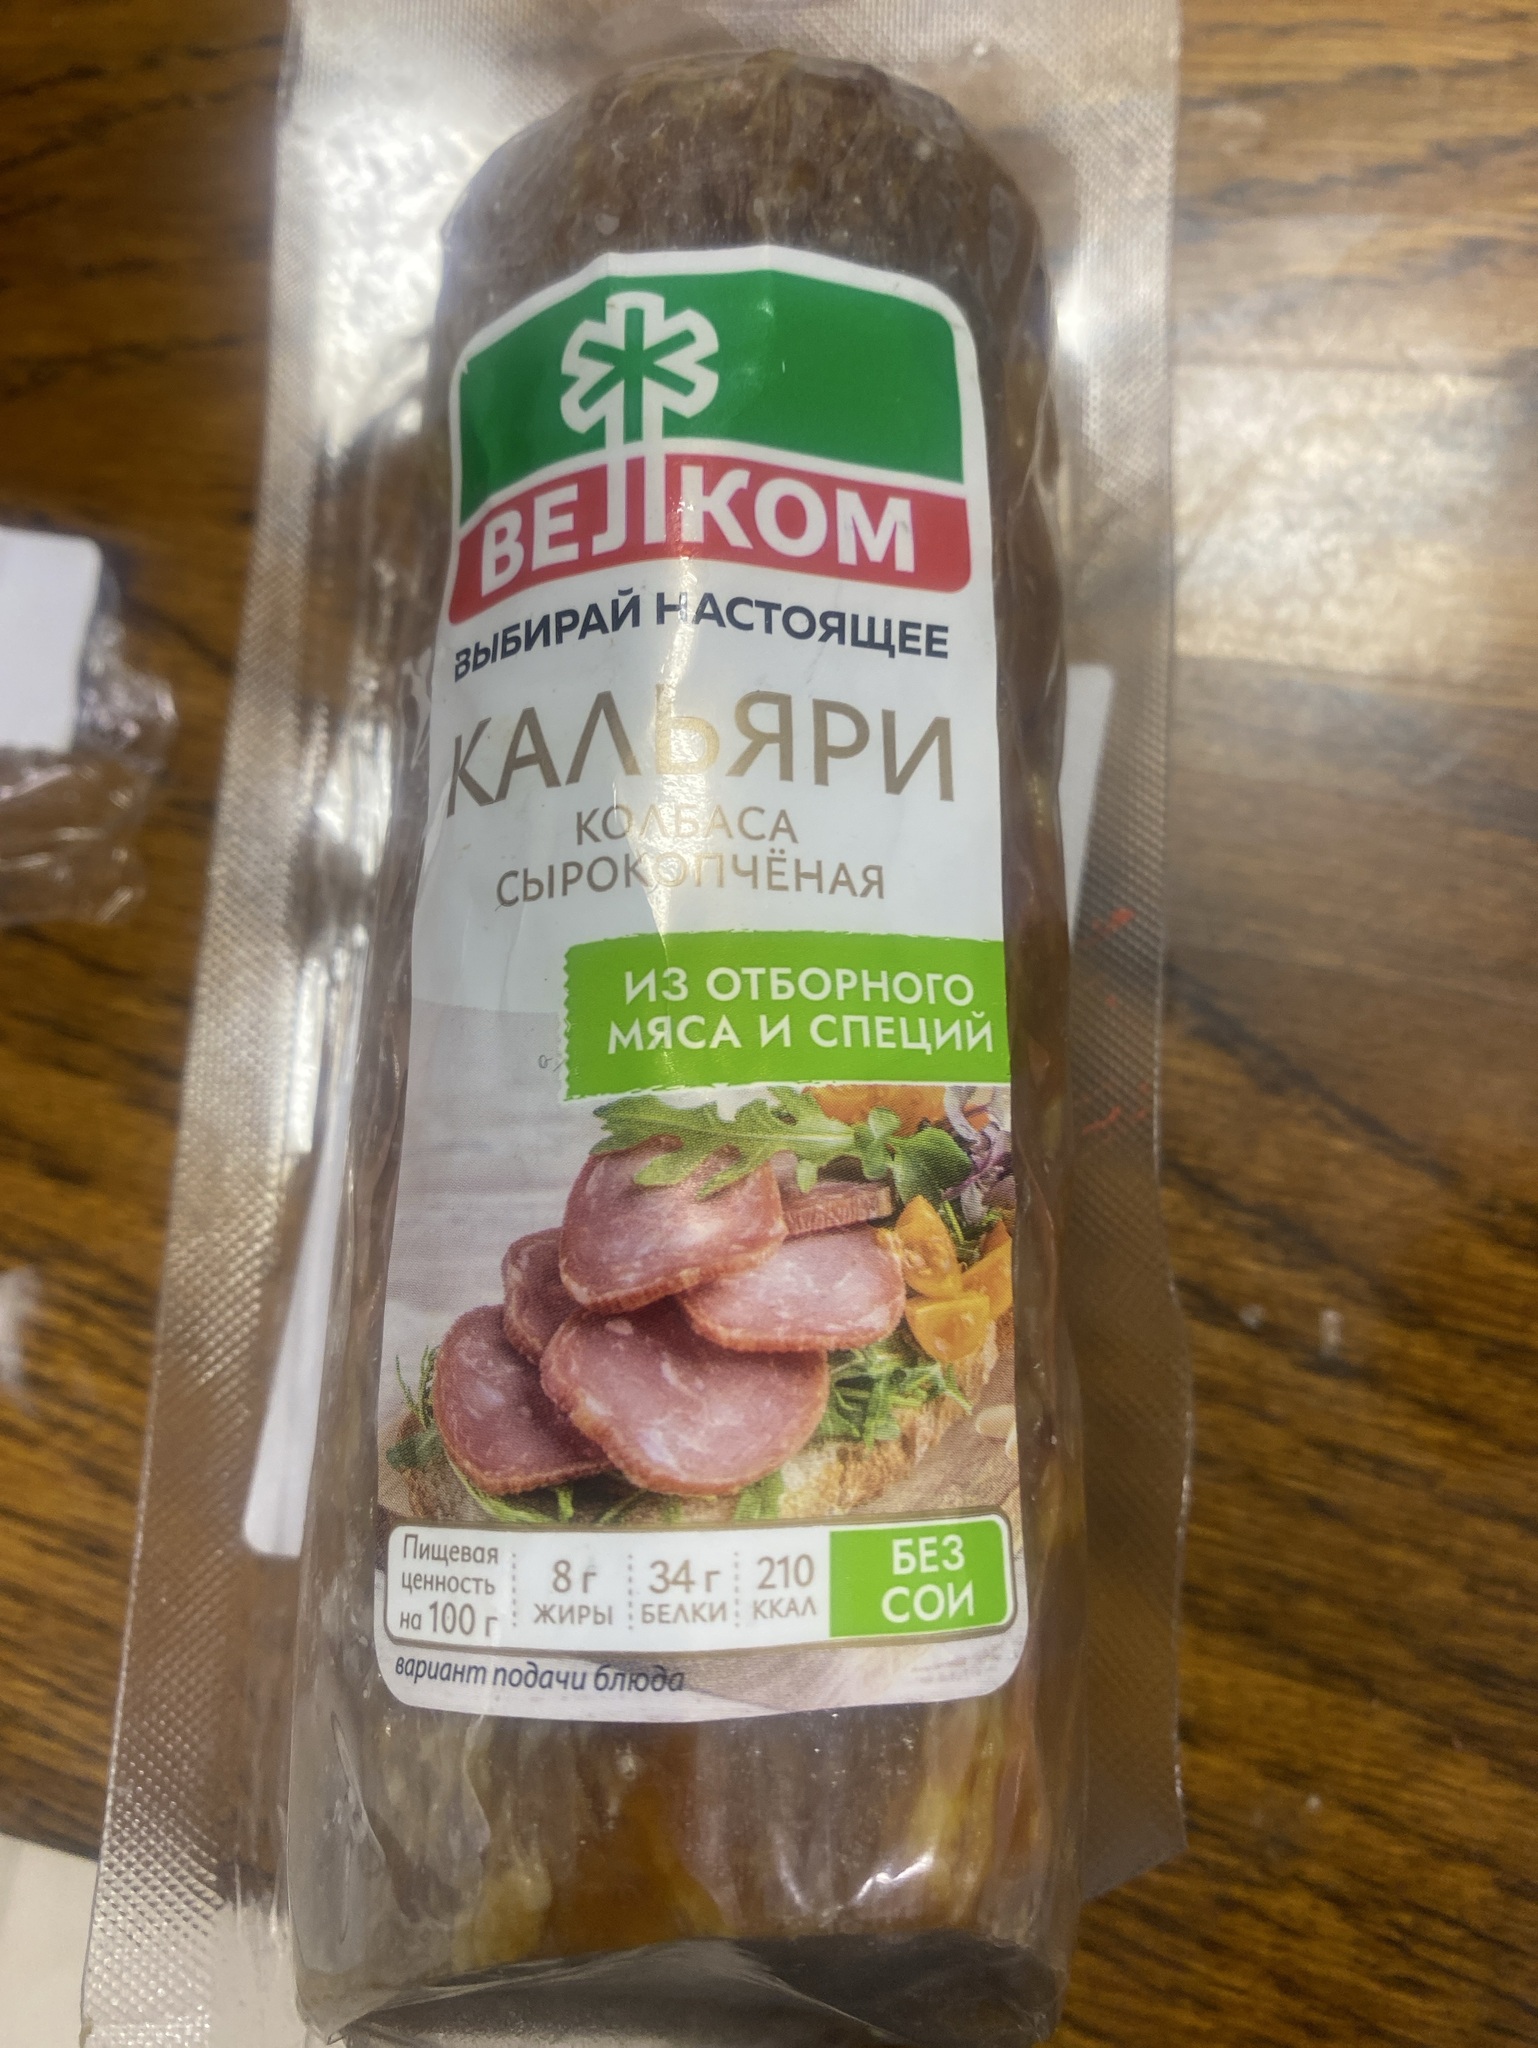 ВЕЛКОМ
ВЫБИРАЙ НАСТОЯЩЕЕ
КАЛЬЯРИ
КОЛБАСА
СЫРОКОПЧЁНАЯ
ИЗ ОТБОРНОГО
МЯСА И СПЕЦИЙ
Пищевая
ценность
на 100 г
8 г
ЖИРЫ
34 г
БЕЛКИ
210
ККАЛ
БЕЗ
СОИ
вариант подачи блюда